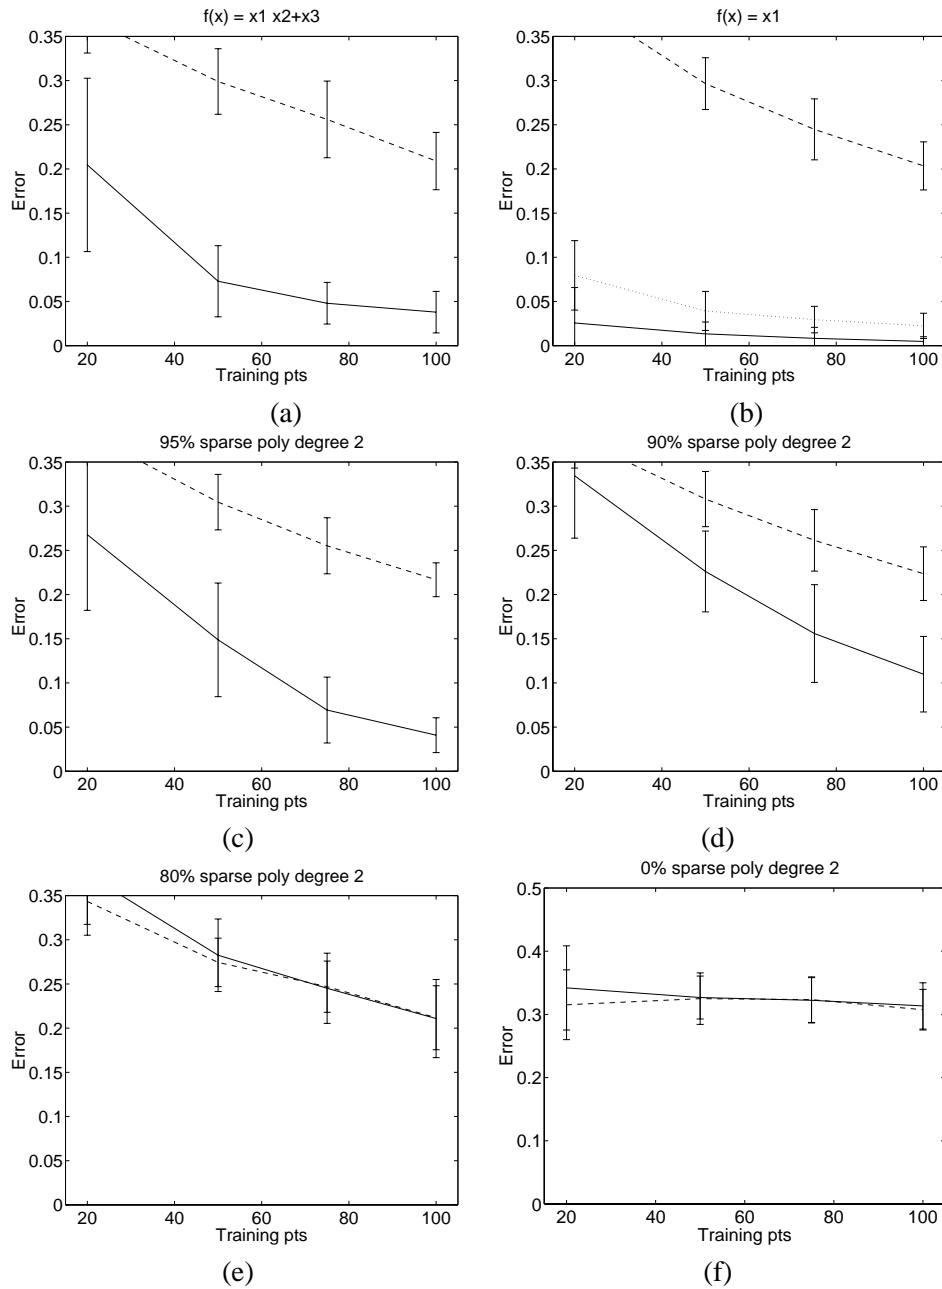 f(x) = x1 x2+x3
0.35
0.3
0.25
0.2
0.15
0.1
0.05
0
Error
20 40 60 80 100
Training pts
(a)
f(x) = x1
0.35
0.3
0.25
0.2
0.15
0.1
0.05
0
Error
20 40 60 80 100
Training pts
(b)
95% sparse poly degree 2
0.35
0.3
0.25
0.2
0.15
0.1
0.05
0
Error
20 40 60 80 100
Training pts
(c)
90% sparse poly degree 2
0.35
0.3
0.25
0.2
0.15
0.1
0.05
0
Error
20 40 60 80 100
Training pts
(d)
80% sparse poly degree 2
0.35
0.3
0.25
0.2
0.15
0.1
0.05
0
Error
20 40 60 80 100
Training pts
(e)
0% sparse poly degree 2
0.5
0.4
0.3
0.2
0.1
0
Error
20 40 60 80 100
Training pts
(f)